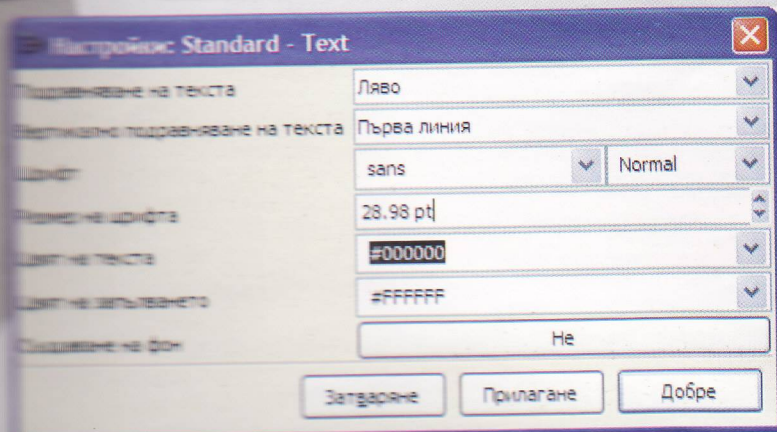 Настройки: Standard - Text
Подравняване на текста Ляво
Вертикално подравняване на текста Първа линия
Шрифт sans Normal
Размер на шрифта 28.98 pt
Цвят на текста #000000
Цвят на запълването #FFFFFF
на фон Не
Затваряне Прилагане Добре